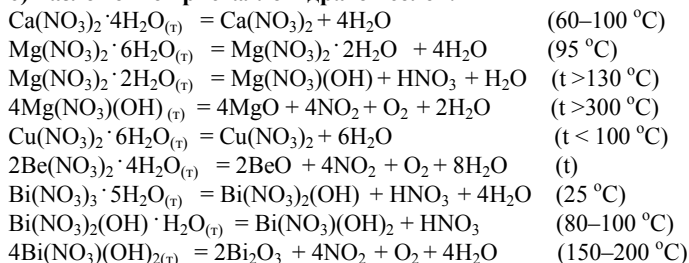 Ca(NO₃)₂·4H₂O₍т₎ = Ca(NO₃)₂ + 4H₂O (60–100 °C)
Mg(NO₃)₂·6H₂O₍т₎ = Mg(NO₃)₂·2H₂O + 4H₂O (95 °C)
Mg(NO₃)₂·2H₂O₍т₎ = Mg(NO₃)(OH) + HNO₃ + H₂O (t >130 °C)
4Mg(NO₃)(OH) ₍т₎ = 4MgO + 4NO₂ + O₂ + 2H₂O (t >300 °C)
Cu(NO₃)₂·6H₂O₍т₎ = Cu(NO₃)₂ + 6H₂O (t < 100 °C)
2Be(NO₃)₂·4H₂O₍т₎ = 2BeO + 4NO₂ + O₂ + 8H₂O (t)
Bi(NO₃)₃·5H₂O₍т₎ = Bi(NO₃)₂(OH) + HNO₃ + 4H₂O (25 °C)
Bi(NO₃)₂(OH)·H₂O₍т₎ = Bi(NO₃)(OH)₂ + HNO₃ (80–100 °C)
4Bi(NO₃)(OH)₂₍т₎ = 2Bi₂O₃ + 4NO₂ + O₂ + 4H₂O (150–200 °C)